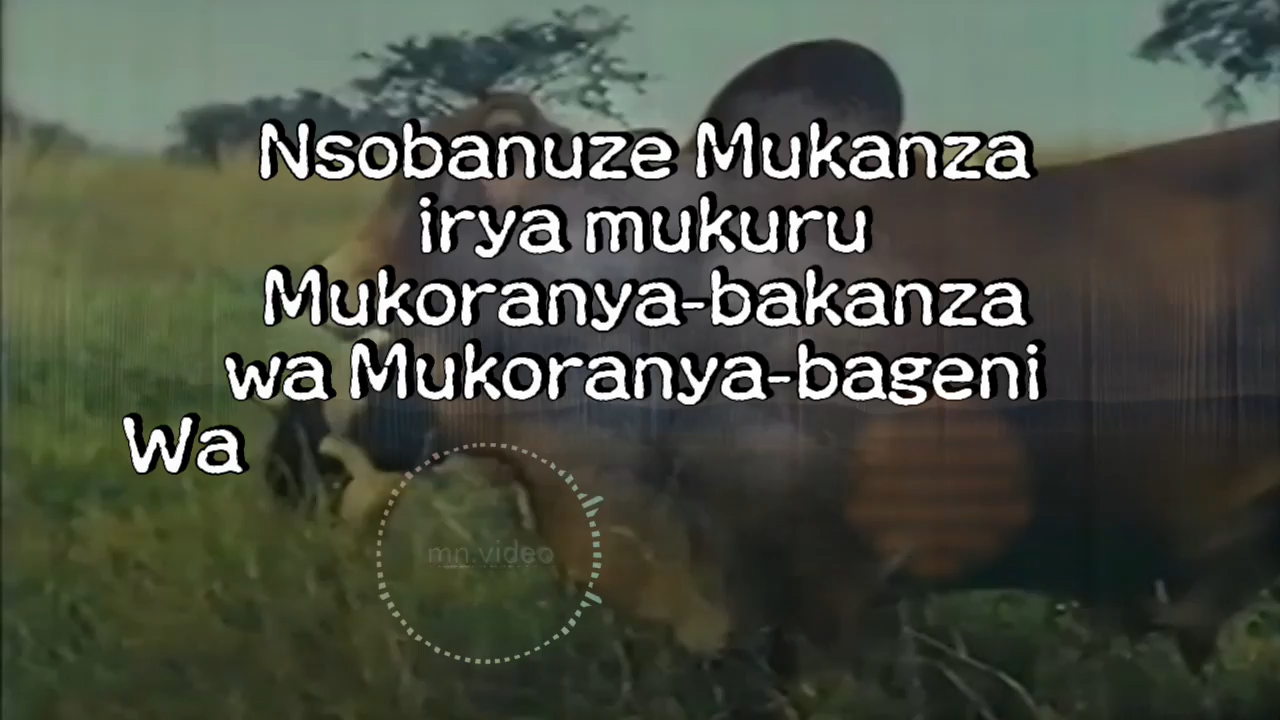 Nsobanuze Mukanza
irya mukuru
Mukoranya-bakanza
wa Mukoranya-bageni
Wa
mn.video